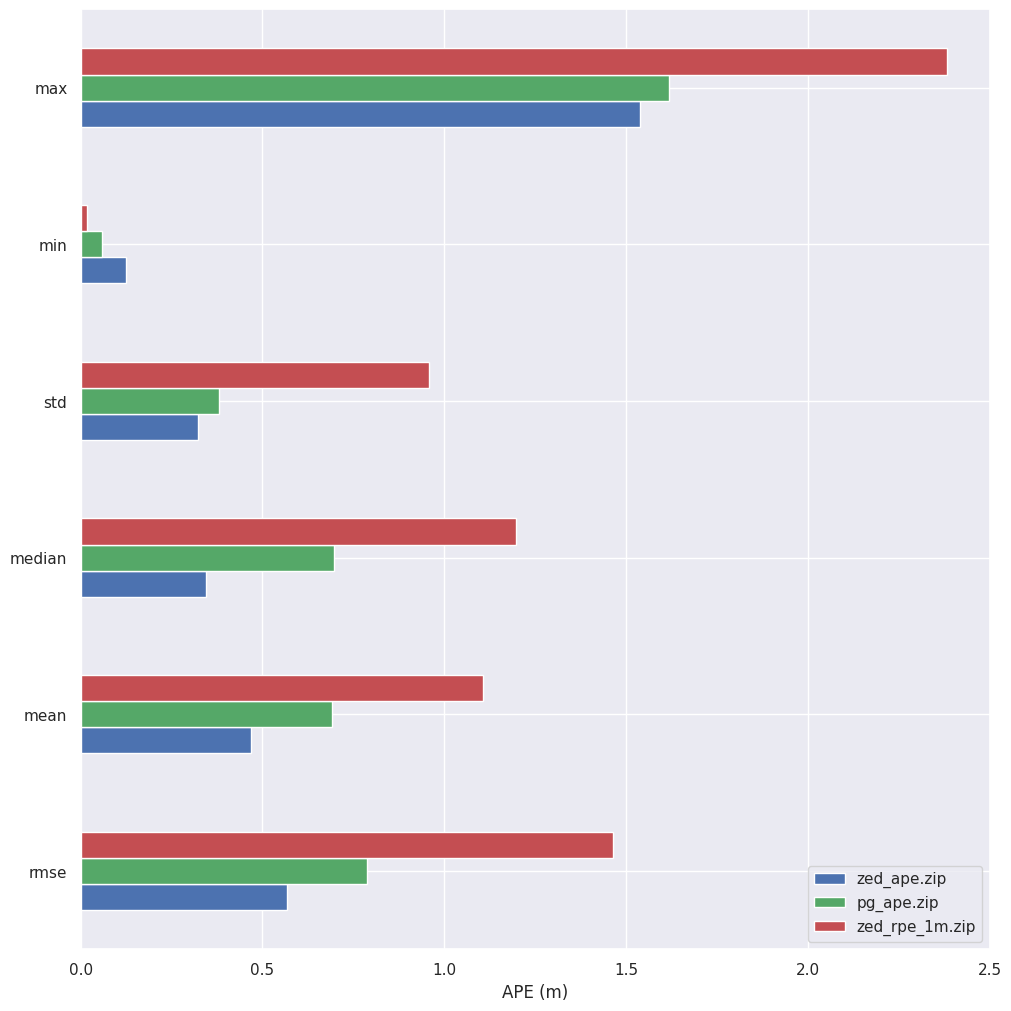 max
min
std
median
mean
rmse
zed_ape.zip
pg_ape.zip
zed_rpe_1m.zip
0.0 0.5 1.0 1.5 2.0 2.5
APE (m)